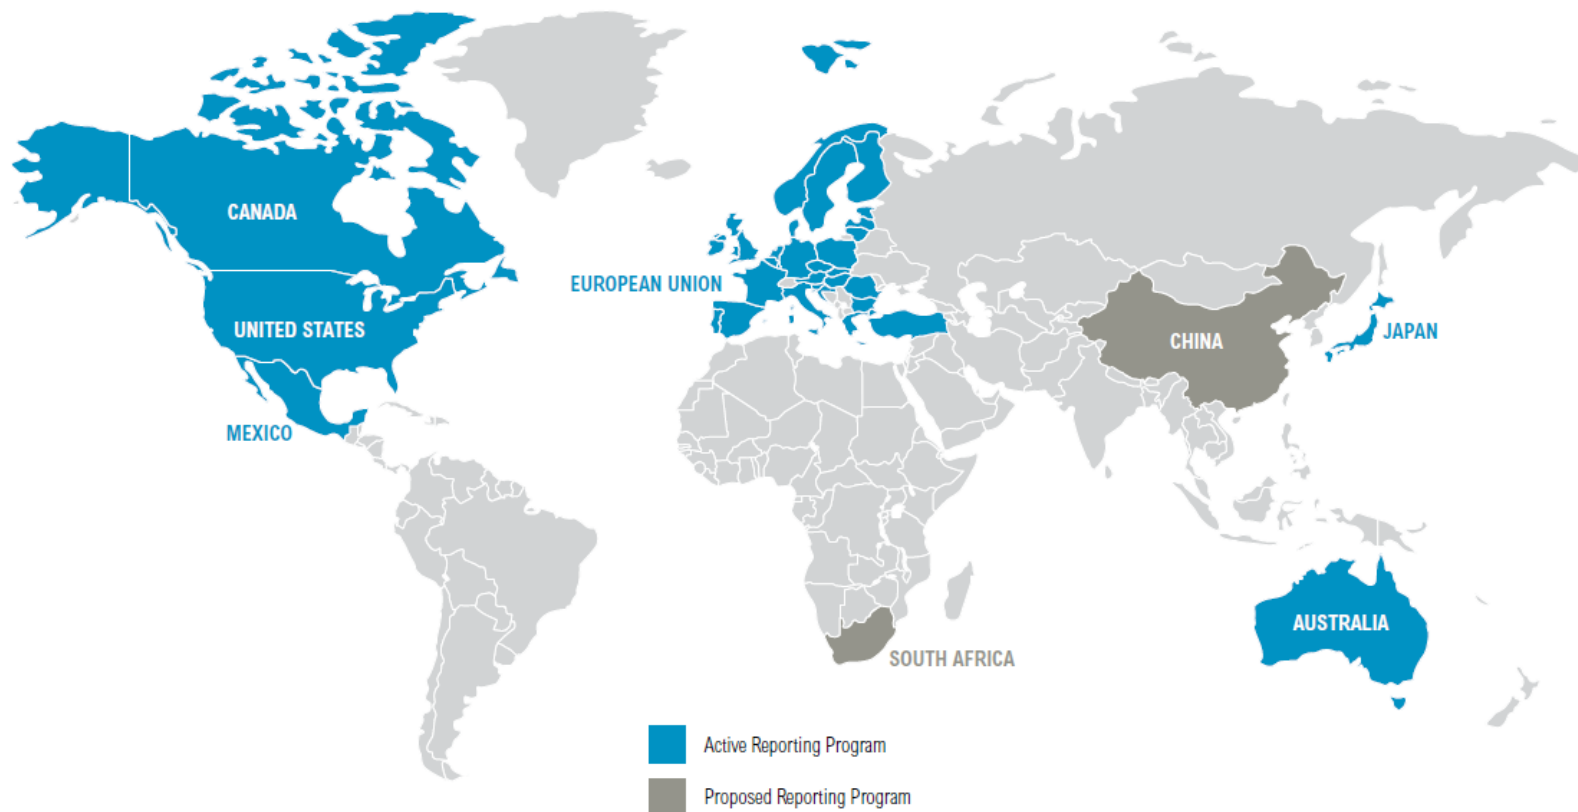 CANADA
EUROPEAN UNION
UNITED STATES
JAPAN
CHINA
MEXICO
AUSTRALIA
SOUTH AFRICA
Active Reporting Program
Proposed Reporting Program